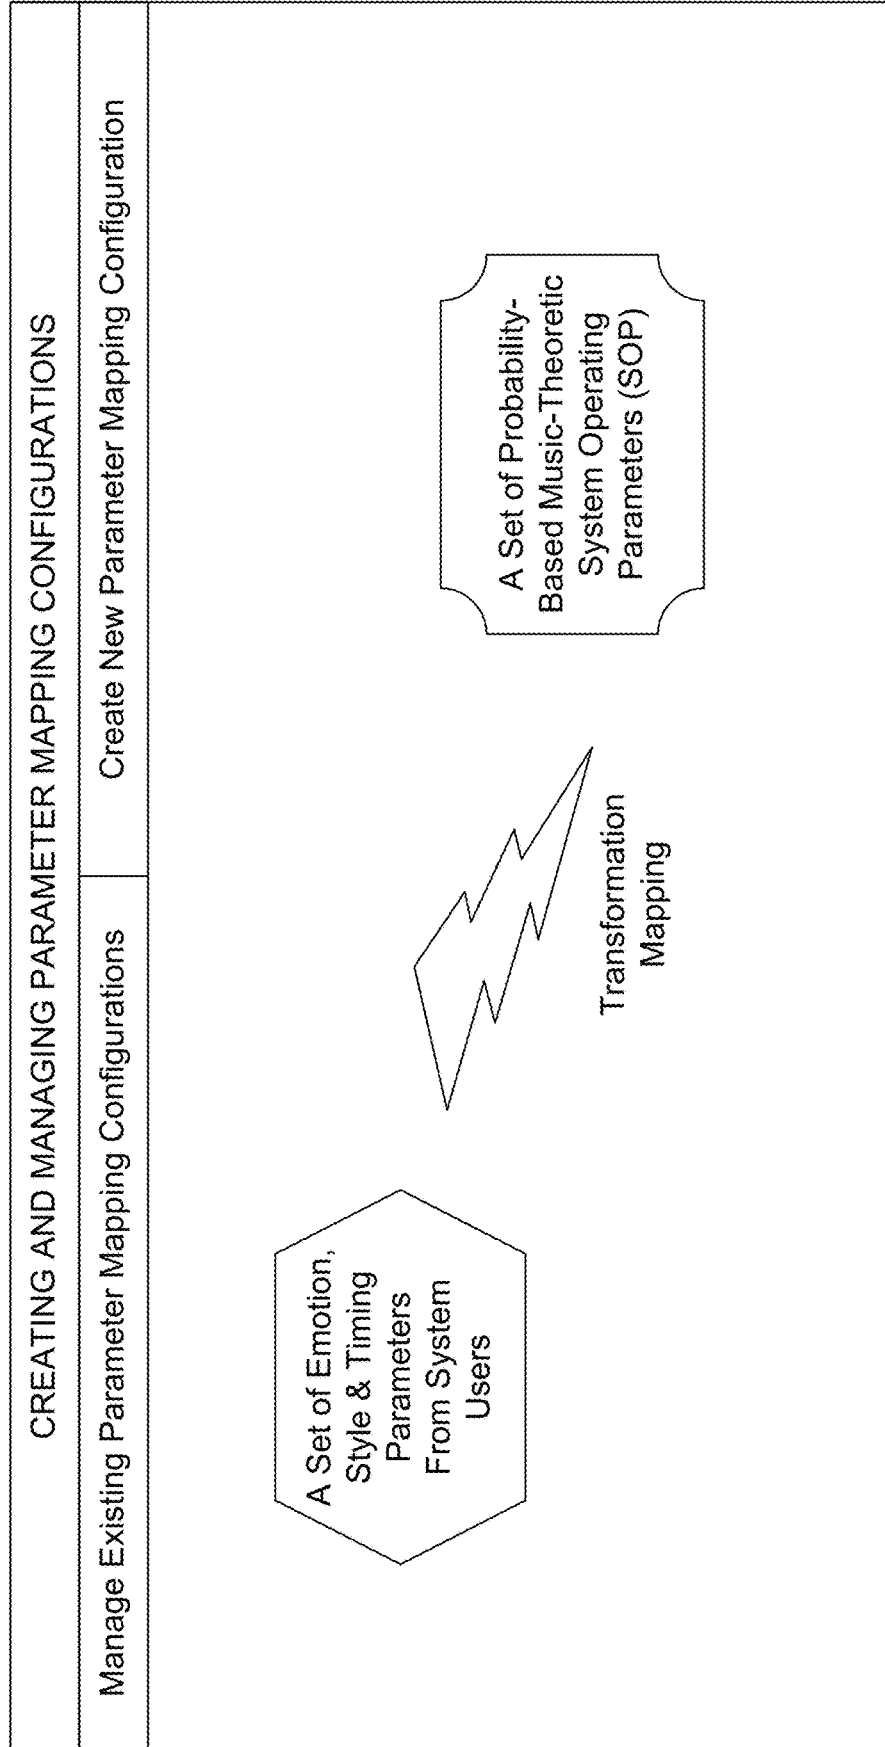 CREATING AND MANAGING PARAMETER MAPPING CONFIGURATIONS
Manage Existing Parameter Mapping Configurations
Create New Parameter Mapping Configuration
A Set of Emotion,
Style & Timing
Parameters
From System
Users
Transformation
Mapping
A Set of Probability-
Based Music-Theoretic
System Operating
Parameters (SOP)